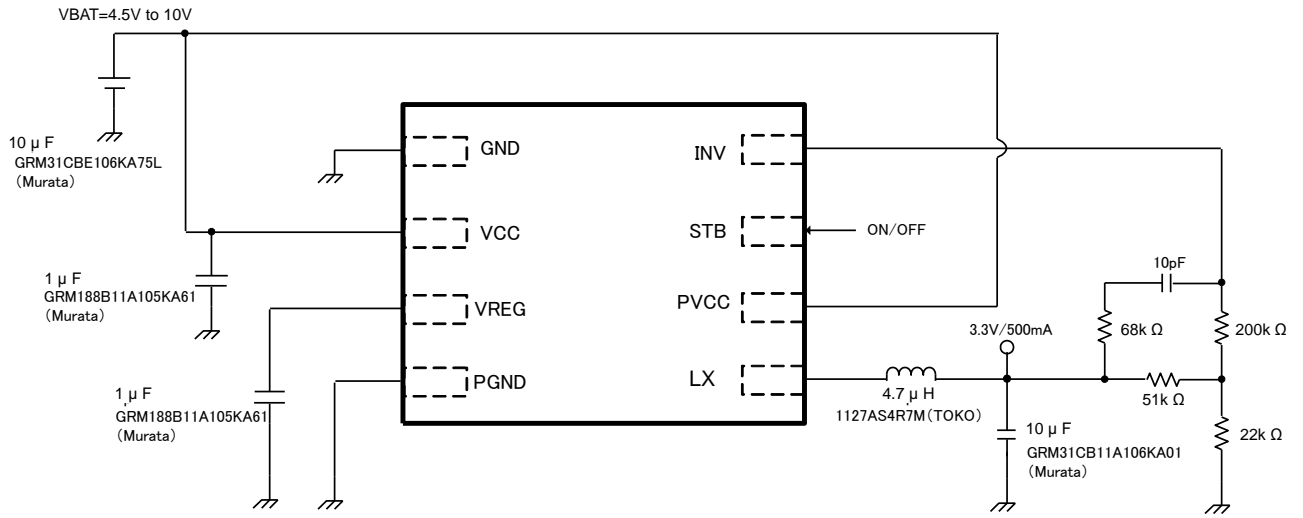 VBAT=4.5V to 10V
10 μ F
GRM31CBE106KA75L
(Murata)
GND
VCC
VREG
PGND
INV
STB
PVCC
LX
ON/OFF
1 μ F
GRM188B11A105KA61
(Murata)
1 μ F
GRM188B11A105KA61
(Murata)
4.7 μ H
1127AS4R7M(TOKO)
3.3V/500mA
10pF
68k Ω
200k Ω
51k Ω
22k Ω
10 μ F
GRM31CB11A106KA01
(Murata)